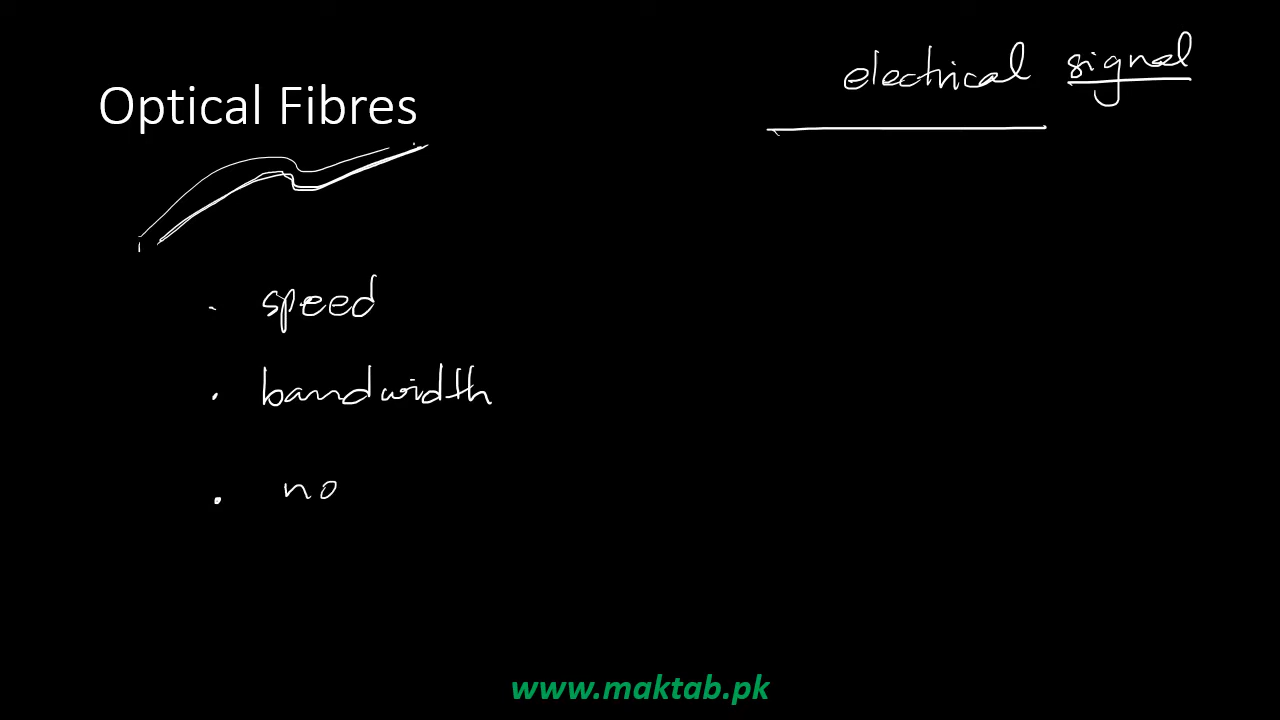 electrical signal
Optical Fibres
. speed
. bandwidth
. no
www.maktab.pk